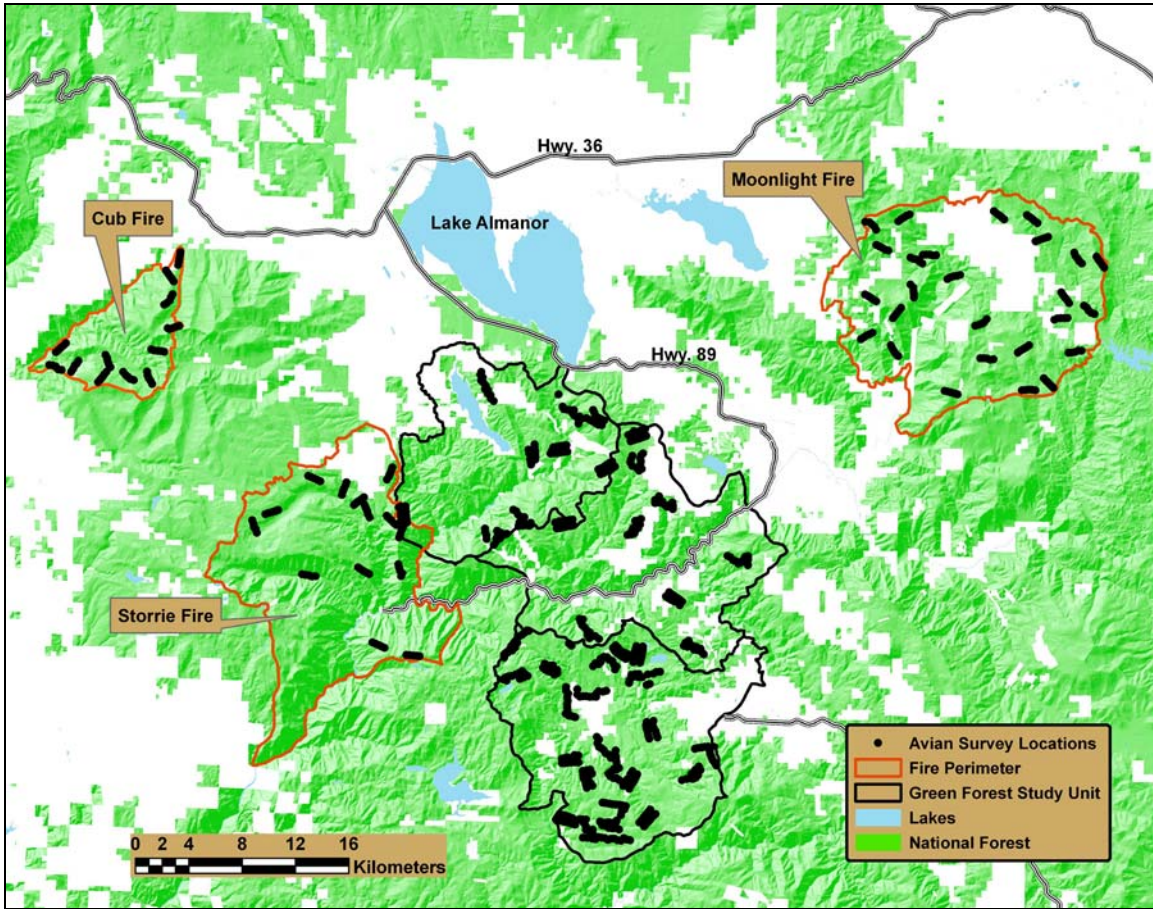 Hwy. 36
Moonlight Fire
Cub Fire
Lake Almanor
Hwy. 89
Storrie Fire
Avian Survey Locations
Fire Perimeter
Green Forest Study Unit
Lakes
National Forest
0 2 4 8 12 16
Kilometers